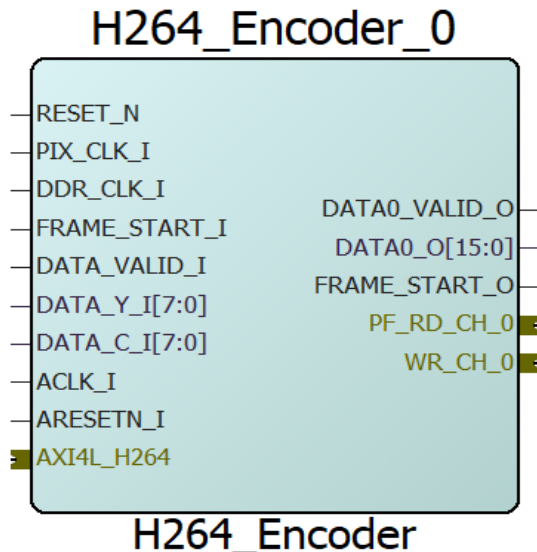 H264_Encoder_0
RESET_N
PIX_CLK_I
DDR_CLK_I
FRAME_START_I
DATA_VALID_I
DATA_Y_I[7:0]
DATA_C_I[7:0]
ACLK_I
ARESETN_I
AXI4L_H264
DATA0_VALID_O
DATA0_O[15:0]
FRAME_START_O
PF_RD_CH_0
WR_CH_0
H264_Encoder